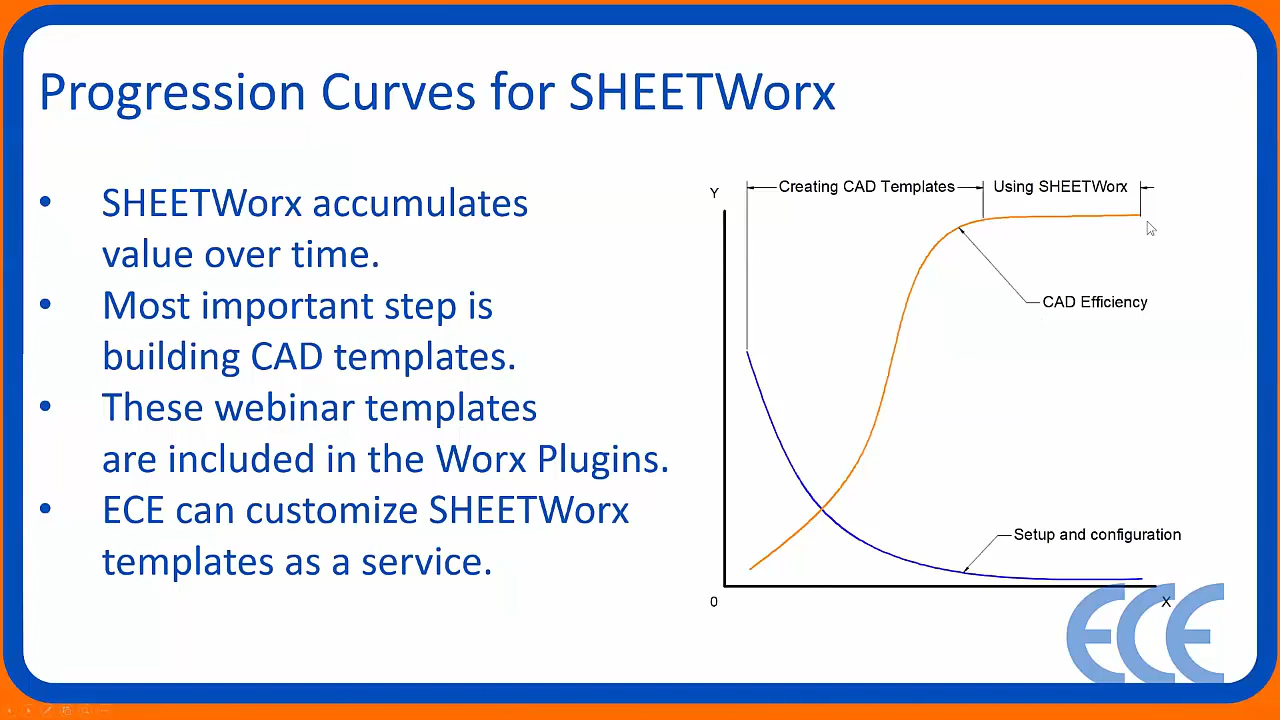 Progression Curves for SHEETWorx
• SHEETWorx accumulates
value over time.
• Most important step is
building CAD templates.
• These webinar templates
are included in the Worx Plugins.
• ECE can customize SHEETWorx
templates as a service.
Y
Creating CAD Templates
Using SHEETWorx
CAD Efficiency
Setup and configuration
0
X
ECE